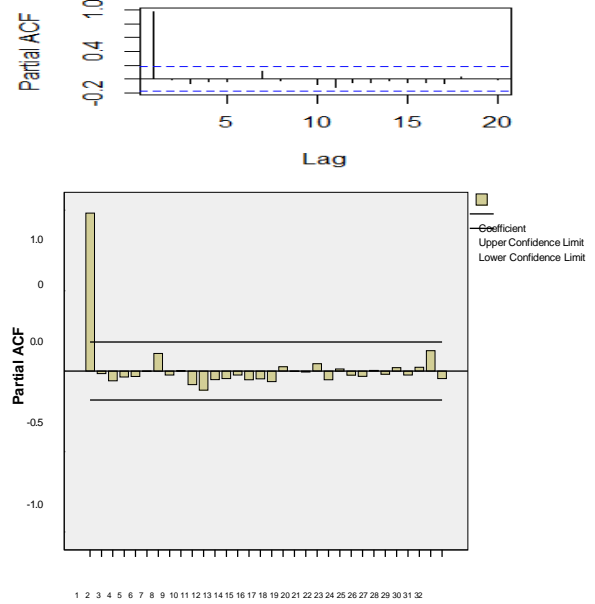 Partial ACF
1.0
0.4
-0.2
5 10 15 20
Lag
Coefficient
Upper Confidence Limit
Lower Confidence Limit
1.0
0
0.0
-0.5
-1.0
Partial ACF
1 2 3 4 5 6 7 8 9 10 11 12 13 14 15 16 17 18 19 20 21 22 23 24 25 26 27 28 29 30 31 32